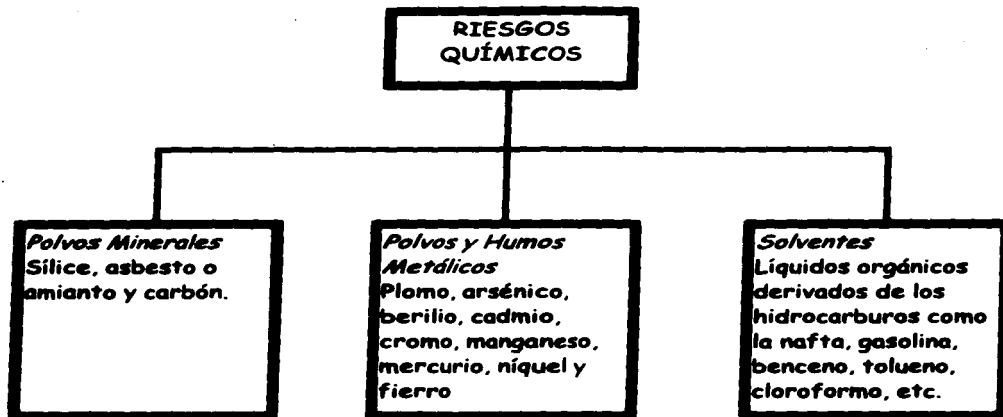 RIESGOS
QUÍMICOS
Polvos Minerales
Sílice, asbesto o
amianto y carbón.
Polvos y Humos
Metálicos
Plomo, arsénico,
berilio, cadmio,
cromo, manganeso,
mercurio, níquel y
fierro
Solventes
Líquidos orgánicos
derivados de los
hidrocarburos como
la nafta, gasolina,
benceno, tolueno,
cloroformo, etc.